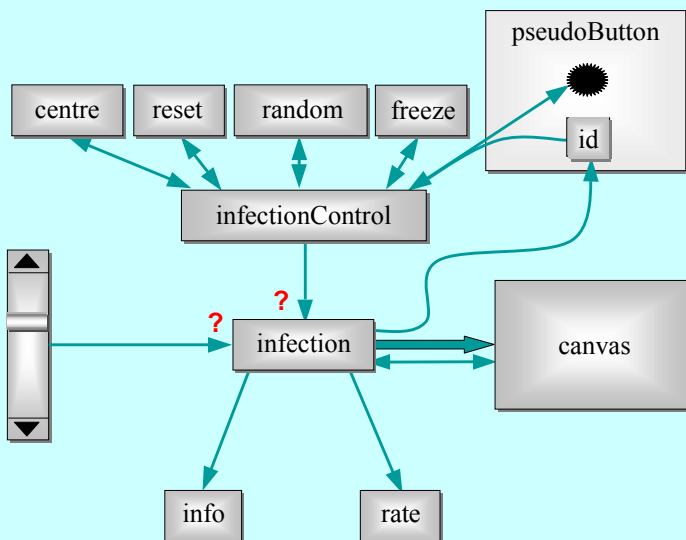 pseudoButton
centre
reset
random
freeze
id
infectionControl
?
?
infection
canvas
info
rate